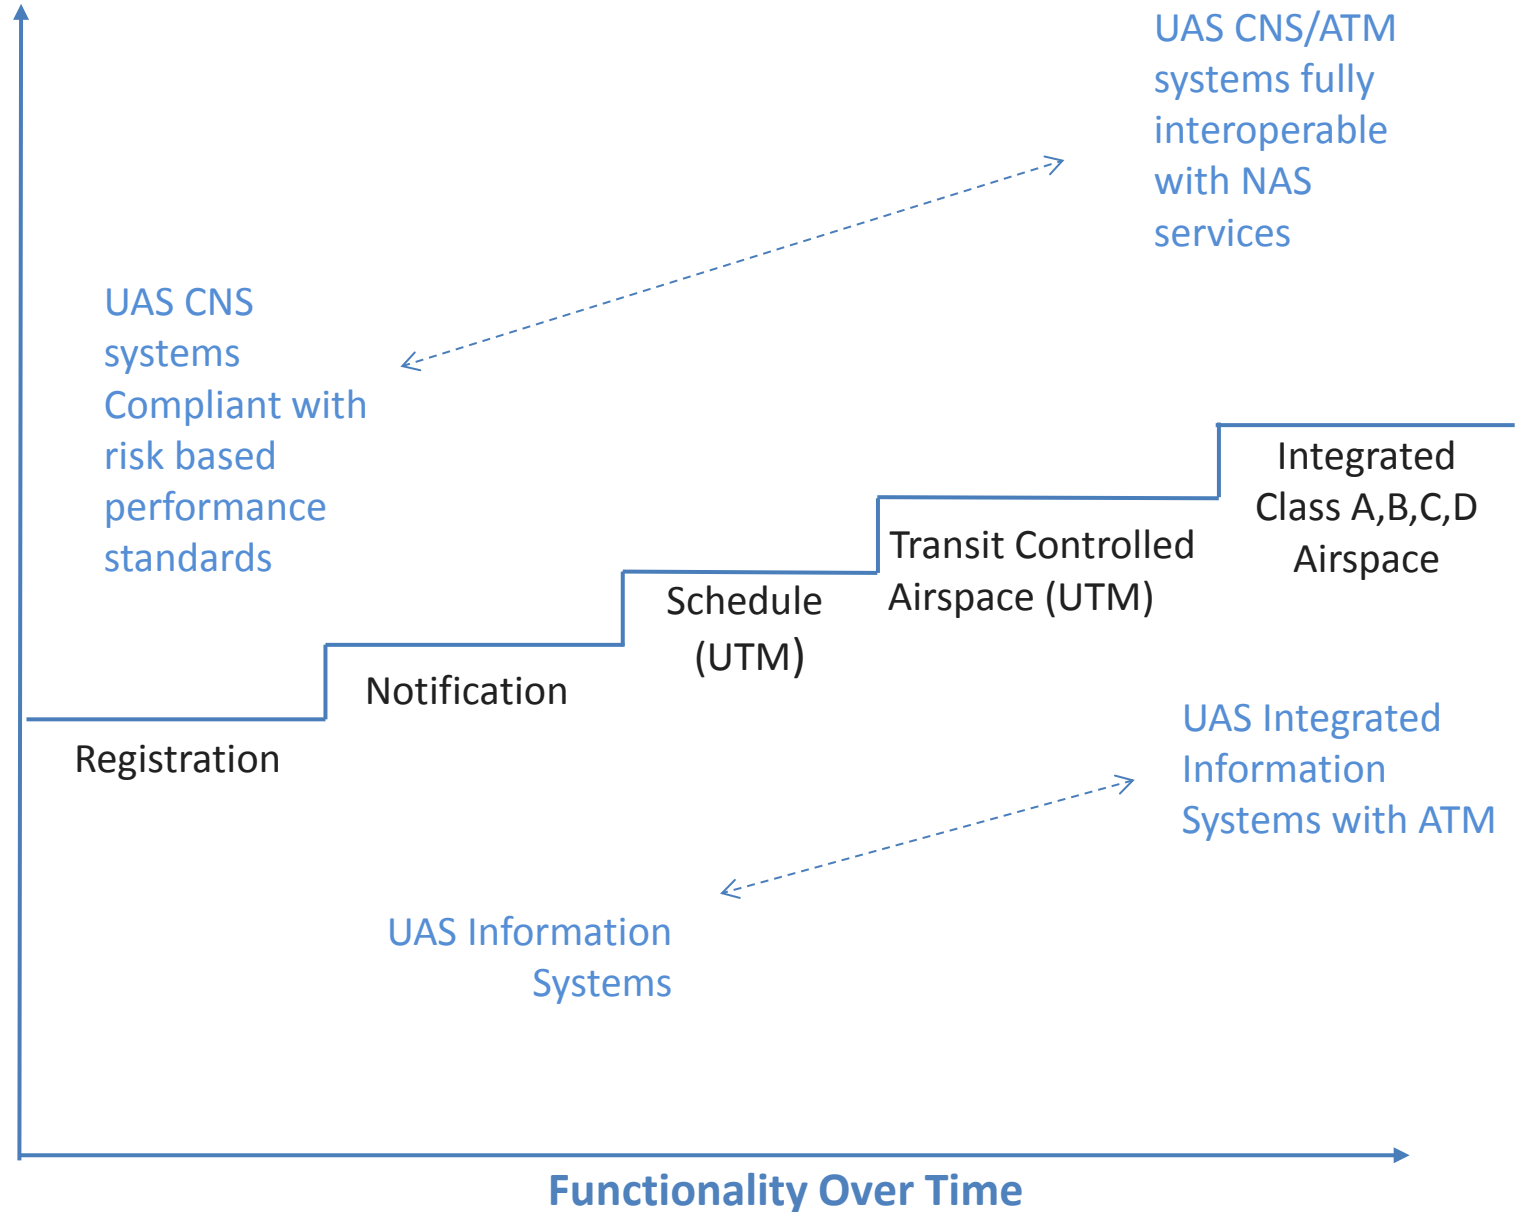 UAS CNS/ATM
systems fully
interoperable
with NAS
services
UAS CNS
systems
Compliant with
risk based
performance
standards
Integrated
Class A,B,C,D
Airspace
Transit Controlled
Airspace (UTM)
Schedule
(UTM)
Notification
Registration
UAS Integrated
Information
Systems with ATM
UAS Information
Systems
Functionality Over Time